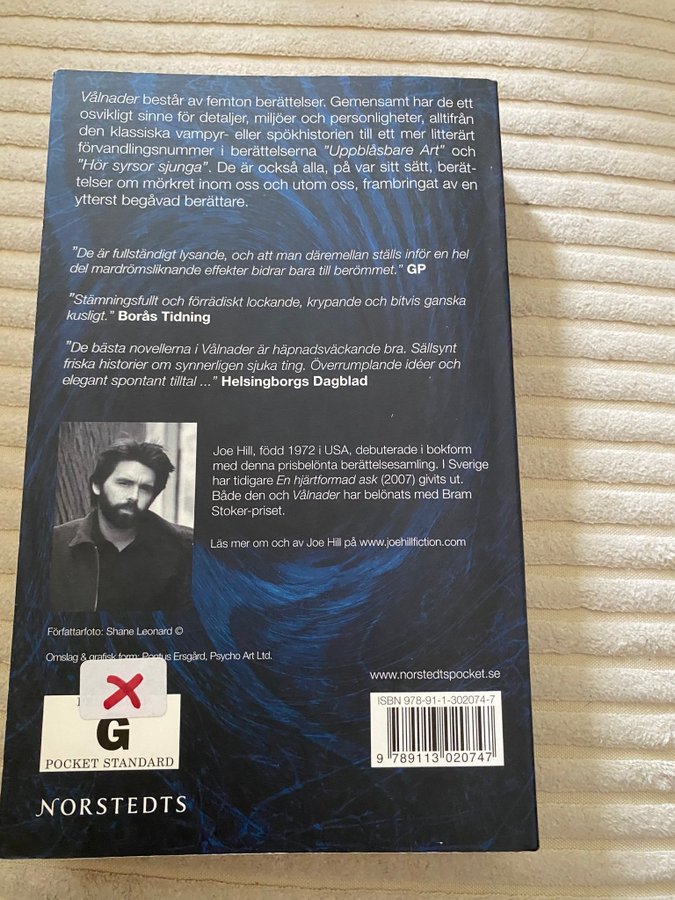 Vålnader består av femton berättelser. Gemensamt har de ett
osvikligt sinne för detaljer, miljöer och personligheter, alltifrån
den klassiska vampyr- eller spökhistorien till ett mer litterärt
förvandlingsnummer i berättelserna "Uppblåsbare Art" och
"Hör syrsor sjunga". De är också alla, på var sitt sätt, berät-
telser om mörkret inom oss och utom oss, frambringat av en
ytterst begåvad berättare.
"De är fullständigt lysande, och att man däremellan ställs inför en hel
del mardrömsliknande effekter bidrar bara till berömmet." GP
"Stämningsfullt och förrädiskt lockande, krypande och bitvis ganska
kusligt." Borås Tidning
"De bästa novellerna i Vålnader är häpnadsväckande bra. Sällsynt
friska historier om synnerligen sjuka ting. Överrumplande idéer och
elegant spontant tilltal ..." Helsingborgs Dagblad
Joe Hill, född 1972 i USA, debuterade i bokform
med denna prisbelönta berättelsesamling. I Sverige
har tidigare En hjärtformad ask (2007) givits ut.
Både den och Vålnader har belönats med Bram
Stoker-priset.
Läs mer om och av Joe Hill på www.joehillfiction.com
Författarfoto: Shane Leonard ©
Omslag & grafisk form: Pontus Ersgård, Psycho Art Ltd.
www.norstedtspocket.se
ISBN 978-91-1-302074-7
9 789113 020747
G
POCKET STANDARD
NORSTEDTS